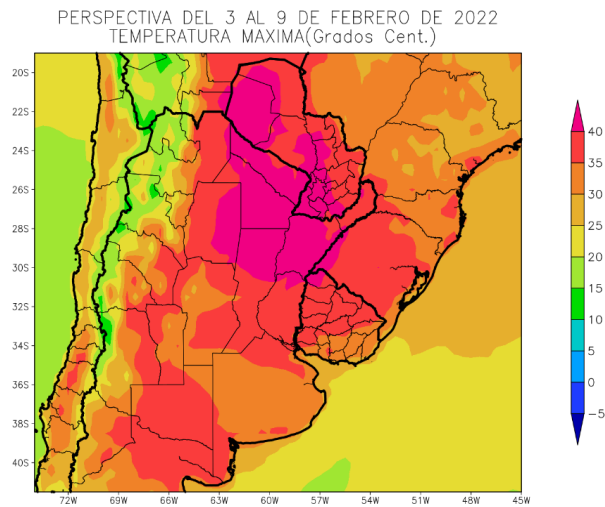 PERSPECTIVA DEL 3 AL 9 DE FEBRERO DE 2022
TEMPERATURA MAXIMA(Grados Cent.)
20S
22S
24S
26S
28S
30S
32S
34S
36S
38S
40S
72W 69W 66W 63W 60W 57W 54W 51W 48W 45W
40
35
30
25
20
15
10
5
0
−5